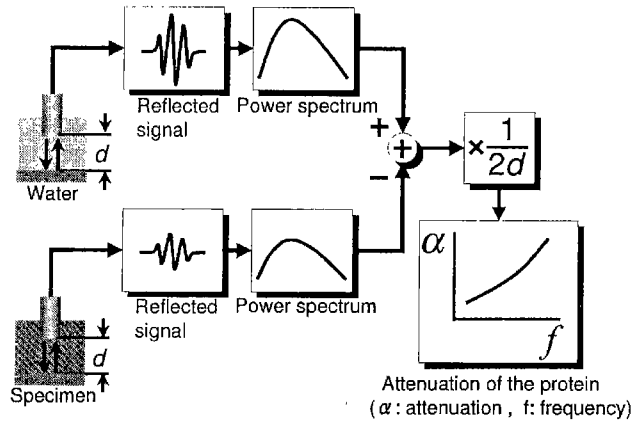 d
Water
Reflected
signal
Power spectrum
+
+
−
× 1/2d
d
Specimen
Reflected
signal
Power spectrum
α
f
Attenuation of the protein
(α: attenuation , f: frequency)